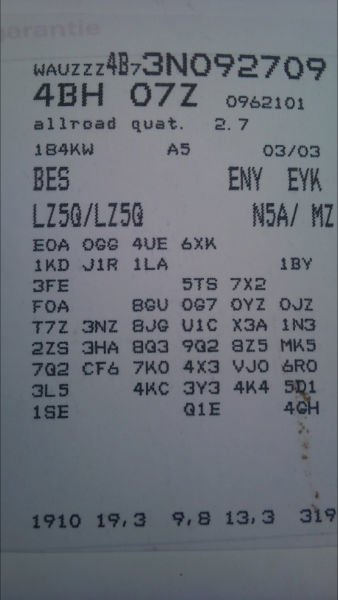 garantie
WAUZZZ4B73N092709
4BH 07Z 0962101
allroad quat. 2.7
184KW A5 03/03
BES ENY EYK
LZ5Q/LZ5Q N5A/ MZ
E0A 0GG 4UE 6XK
1KD J1R 1LA 1BY
3FE 5TS 7X2
F0A 8GU 0G7 0YZ 0JZ
T7Z 3NZ 8JG U1C X3A 1N3
2ZS 3HA 8Q3 9Q2 8Z5 MK5
7Q2 CF6 7K0 4X3 VJ0 6R0
3L5 4KC 3Y3 4K4 5D1
1SE Q1E 4GH
1910 19,3 9,8 13,3 319